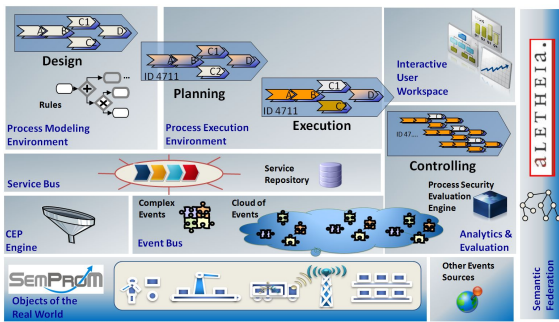 A B C1 C D
Design
Rules
...
Process Modeling
Environment
A B C1 C2 D
ID 4711
Planning
Process Execution
Environment
A B C1 C D
ID 4711
Execution
Interactive
User
Workspace
ID 47....
Controlling
Service Bus
Service
Repository
Process Security
Evaluation
Engine
CEP
Engine
Complex
Events
Cloud of
Events
Event Bus
Analytics &
Evaluation
SemProM
Objects of the
Real World
Other Events
Sources
aLETHEIa.
Semantic
Federation